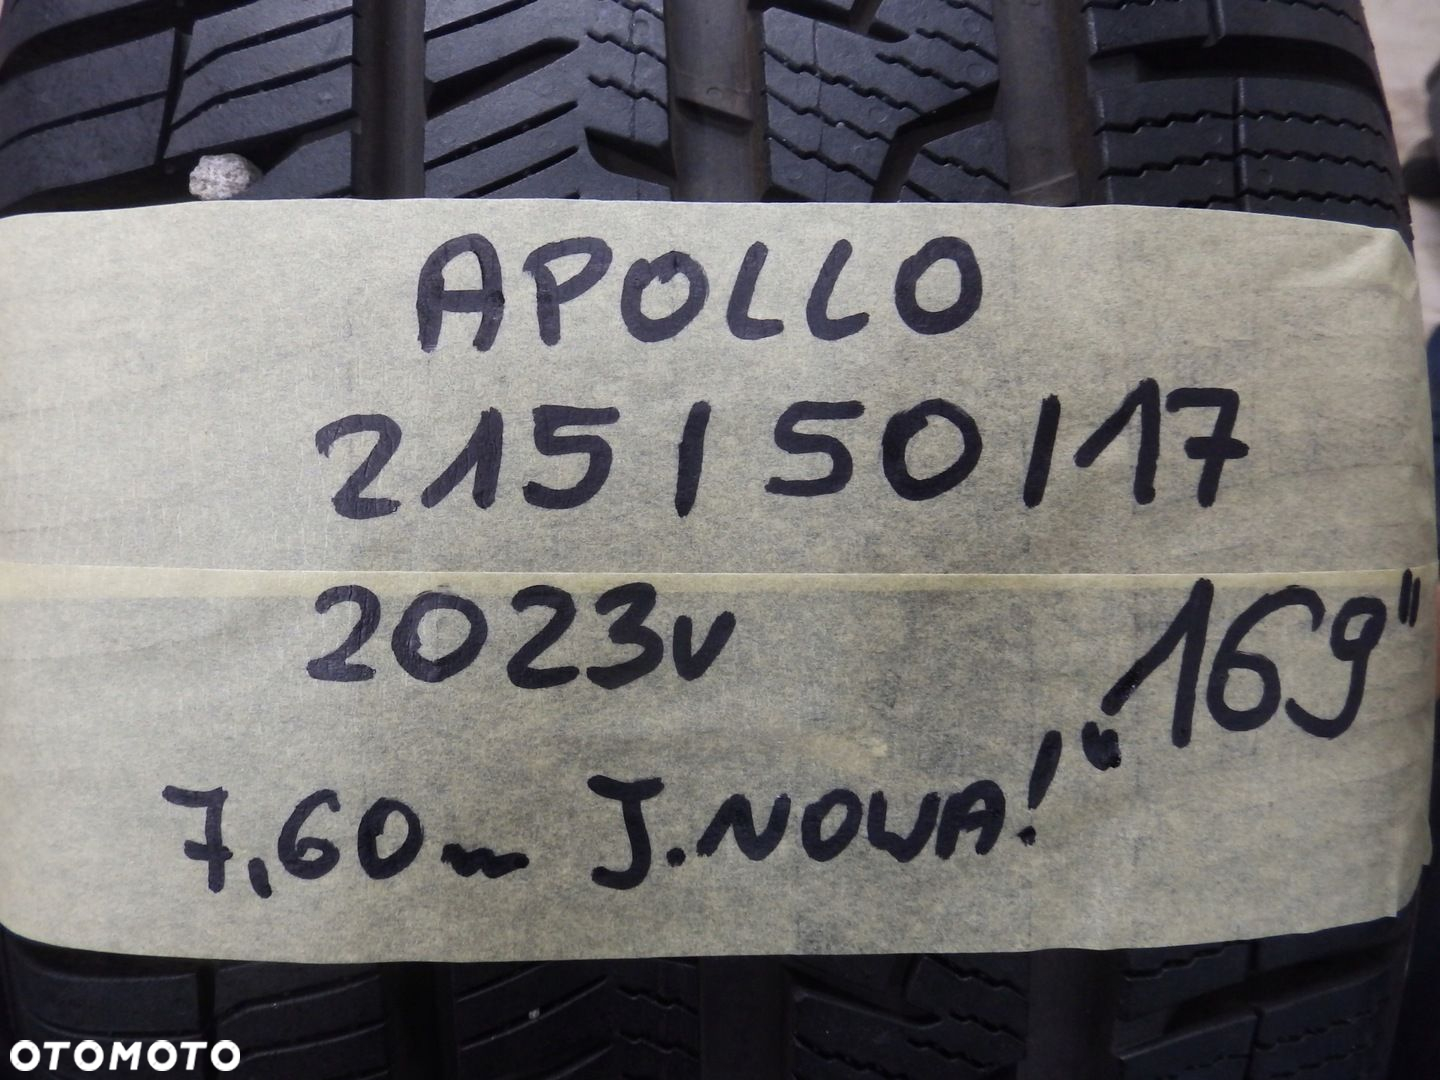 APOLLO
215/50/17
2023r
"169"
7,60mm J.NOWA!
OTOMOTO